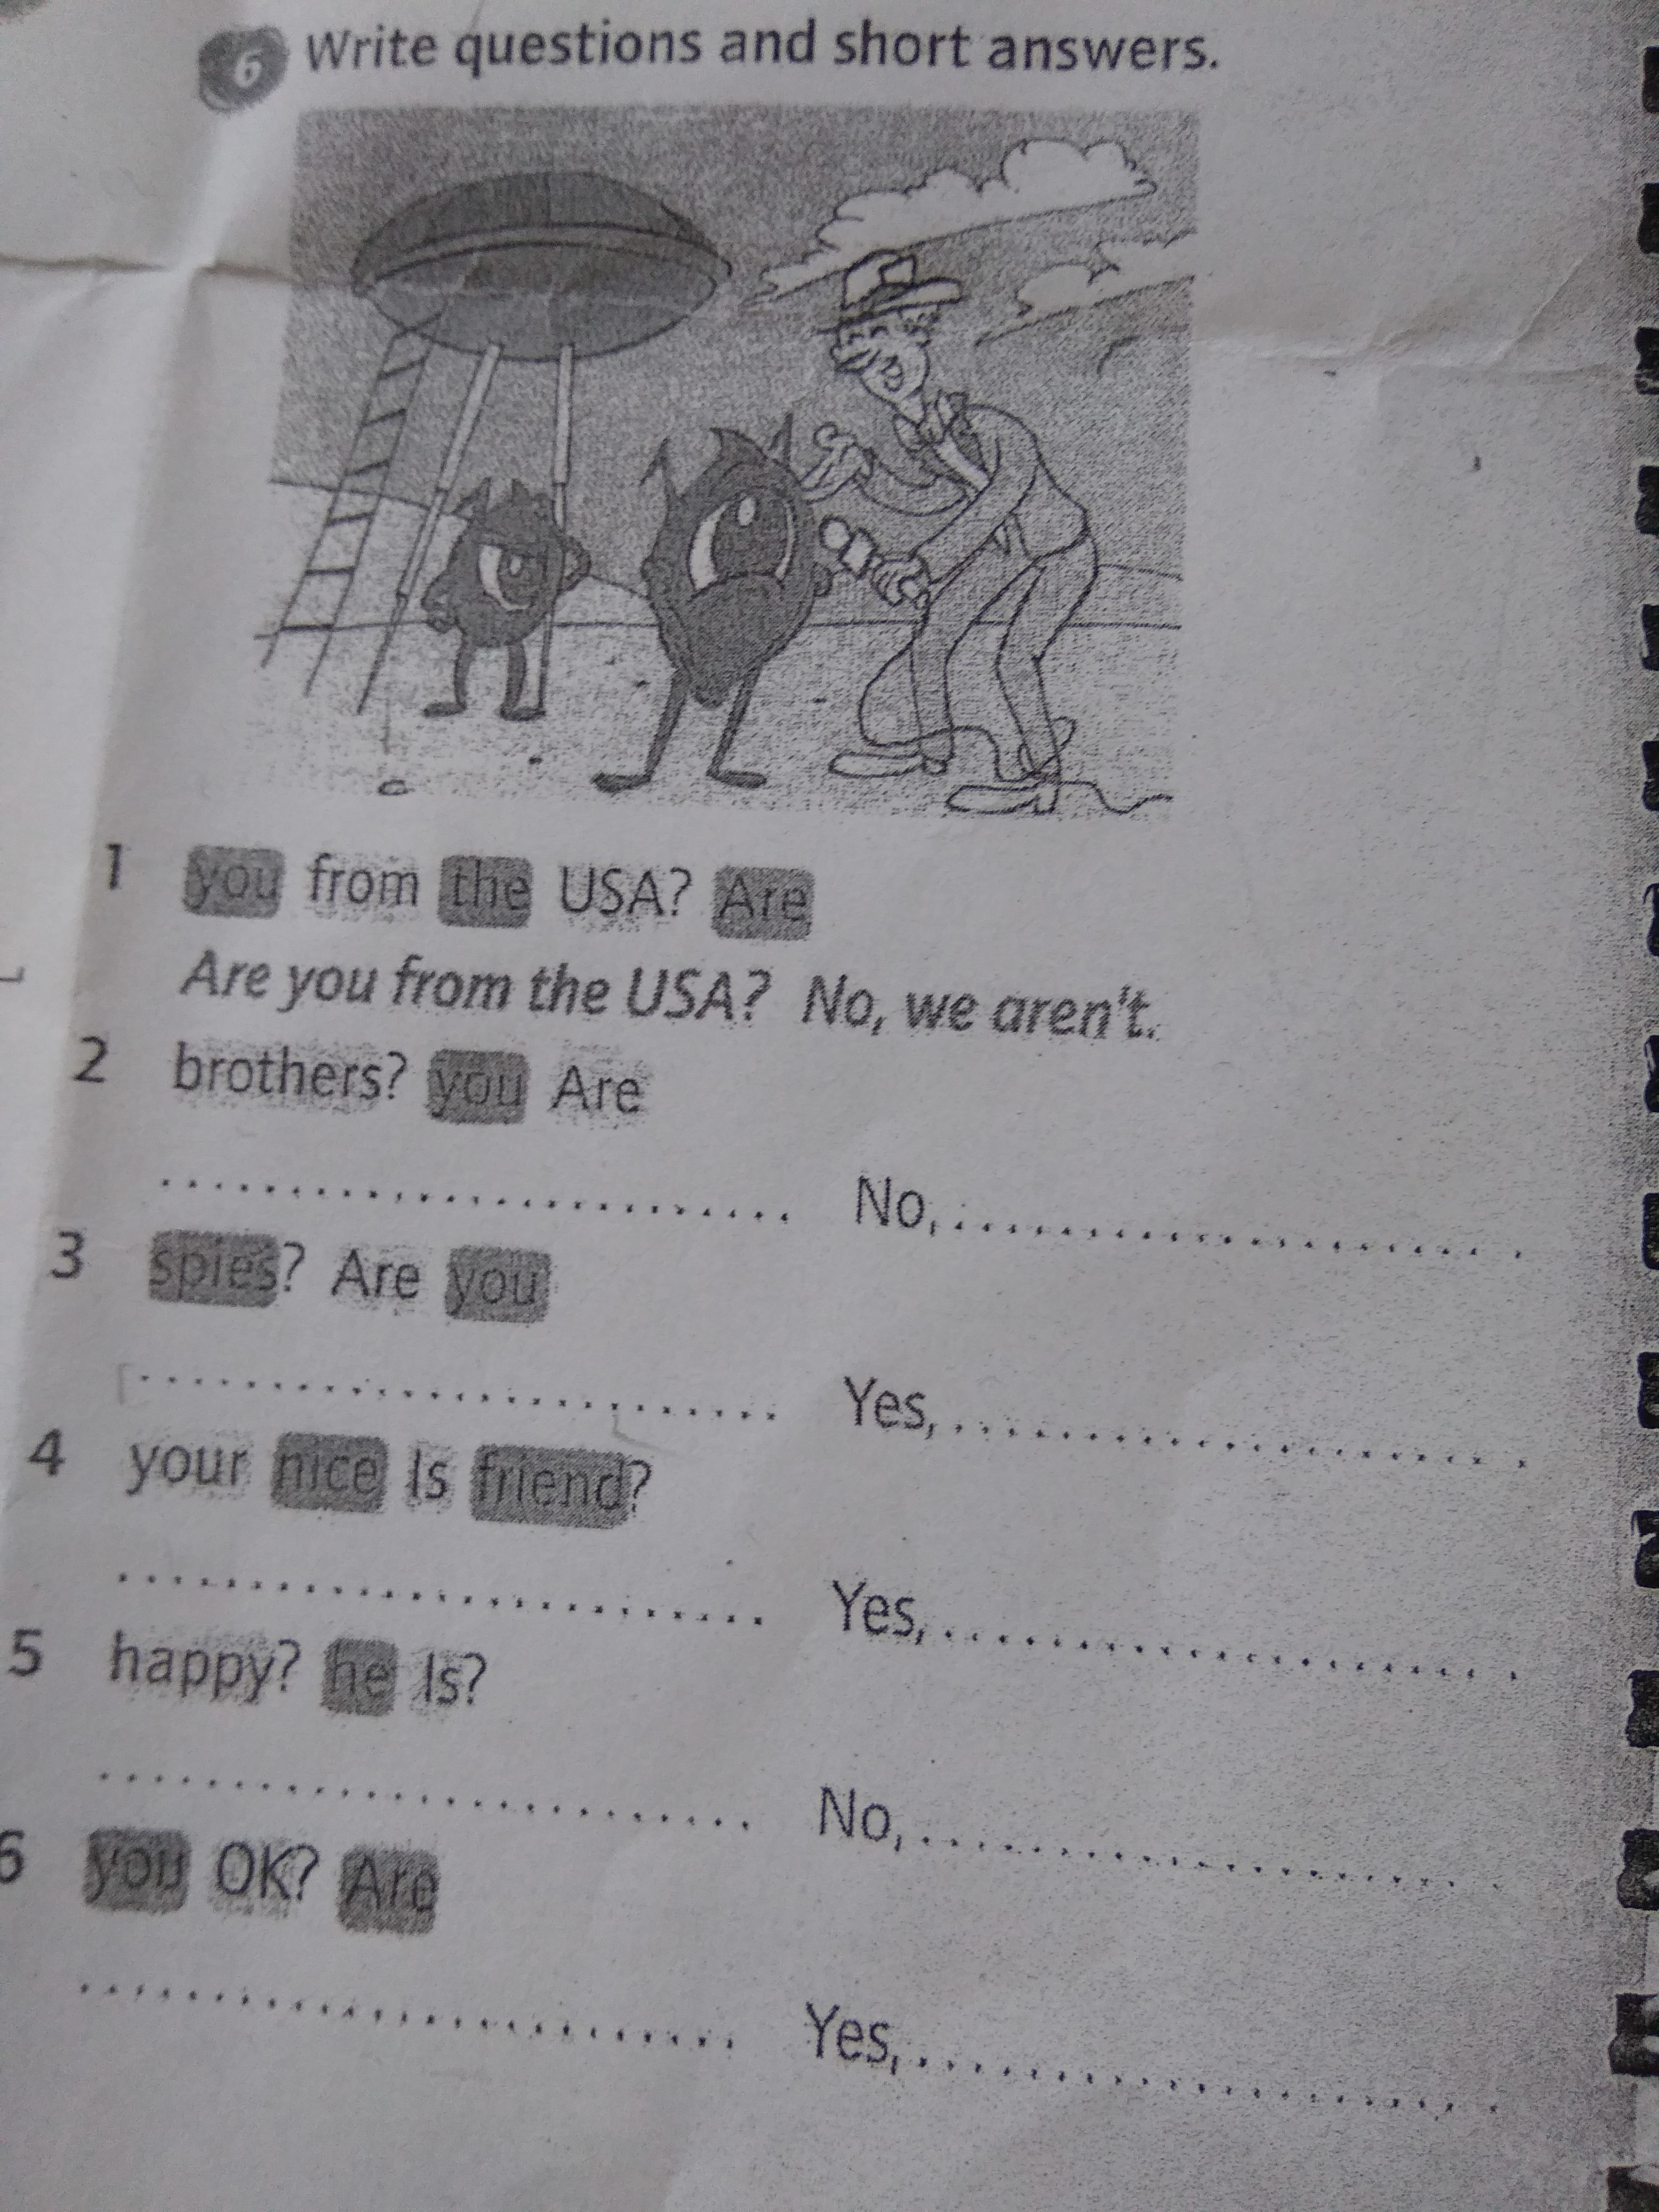 6 Write questions and short answers.
1 you from the USA? Are
Are you from the USA? No, we aren't.
2 brothers? you Are
............................ No, ............................ .
3 spies? Are you
............................ Yes, ............................ .
4 your nice Is friend?
............................ Yes, ............................ .
5 happy? he Is?
............................ No, ............................ .
6 you OK? Are
............................ Yes, ............................ .